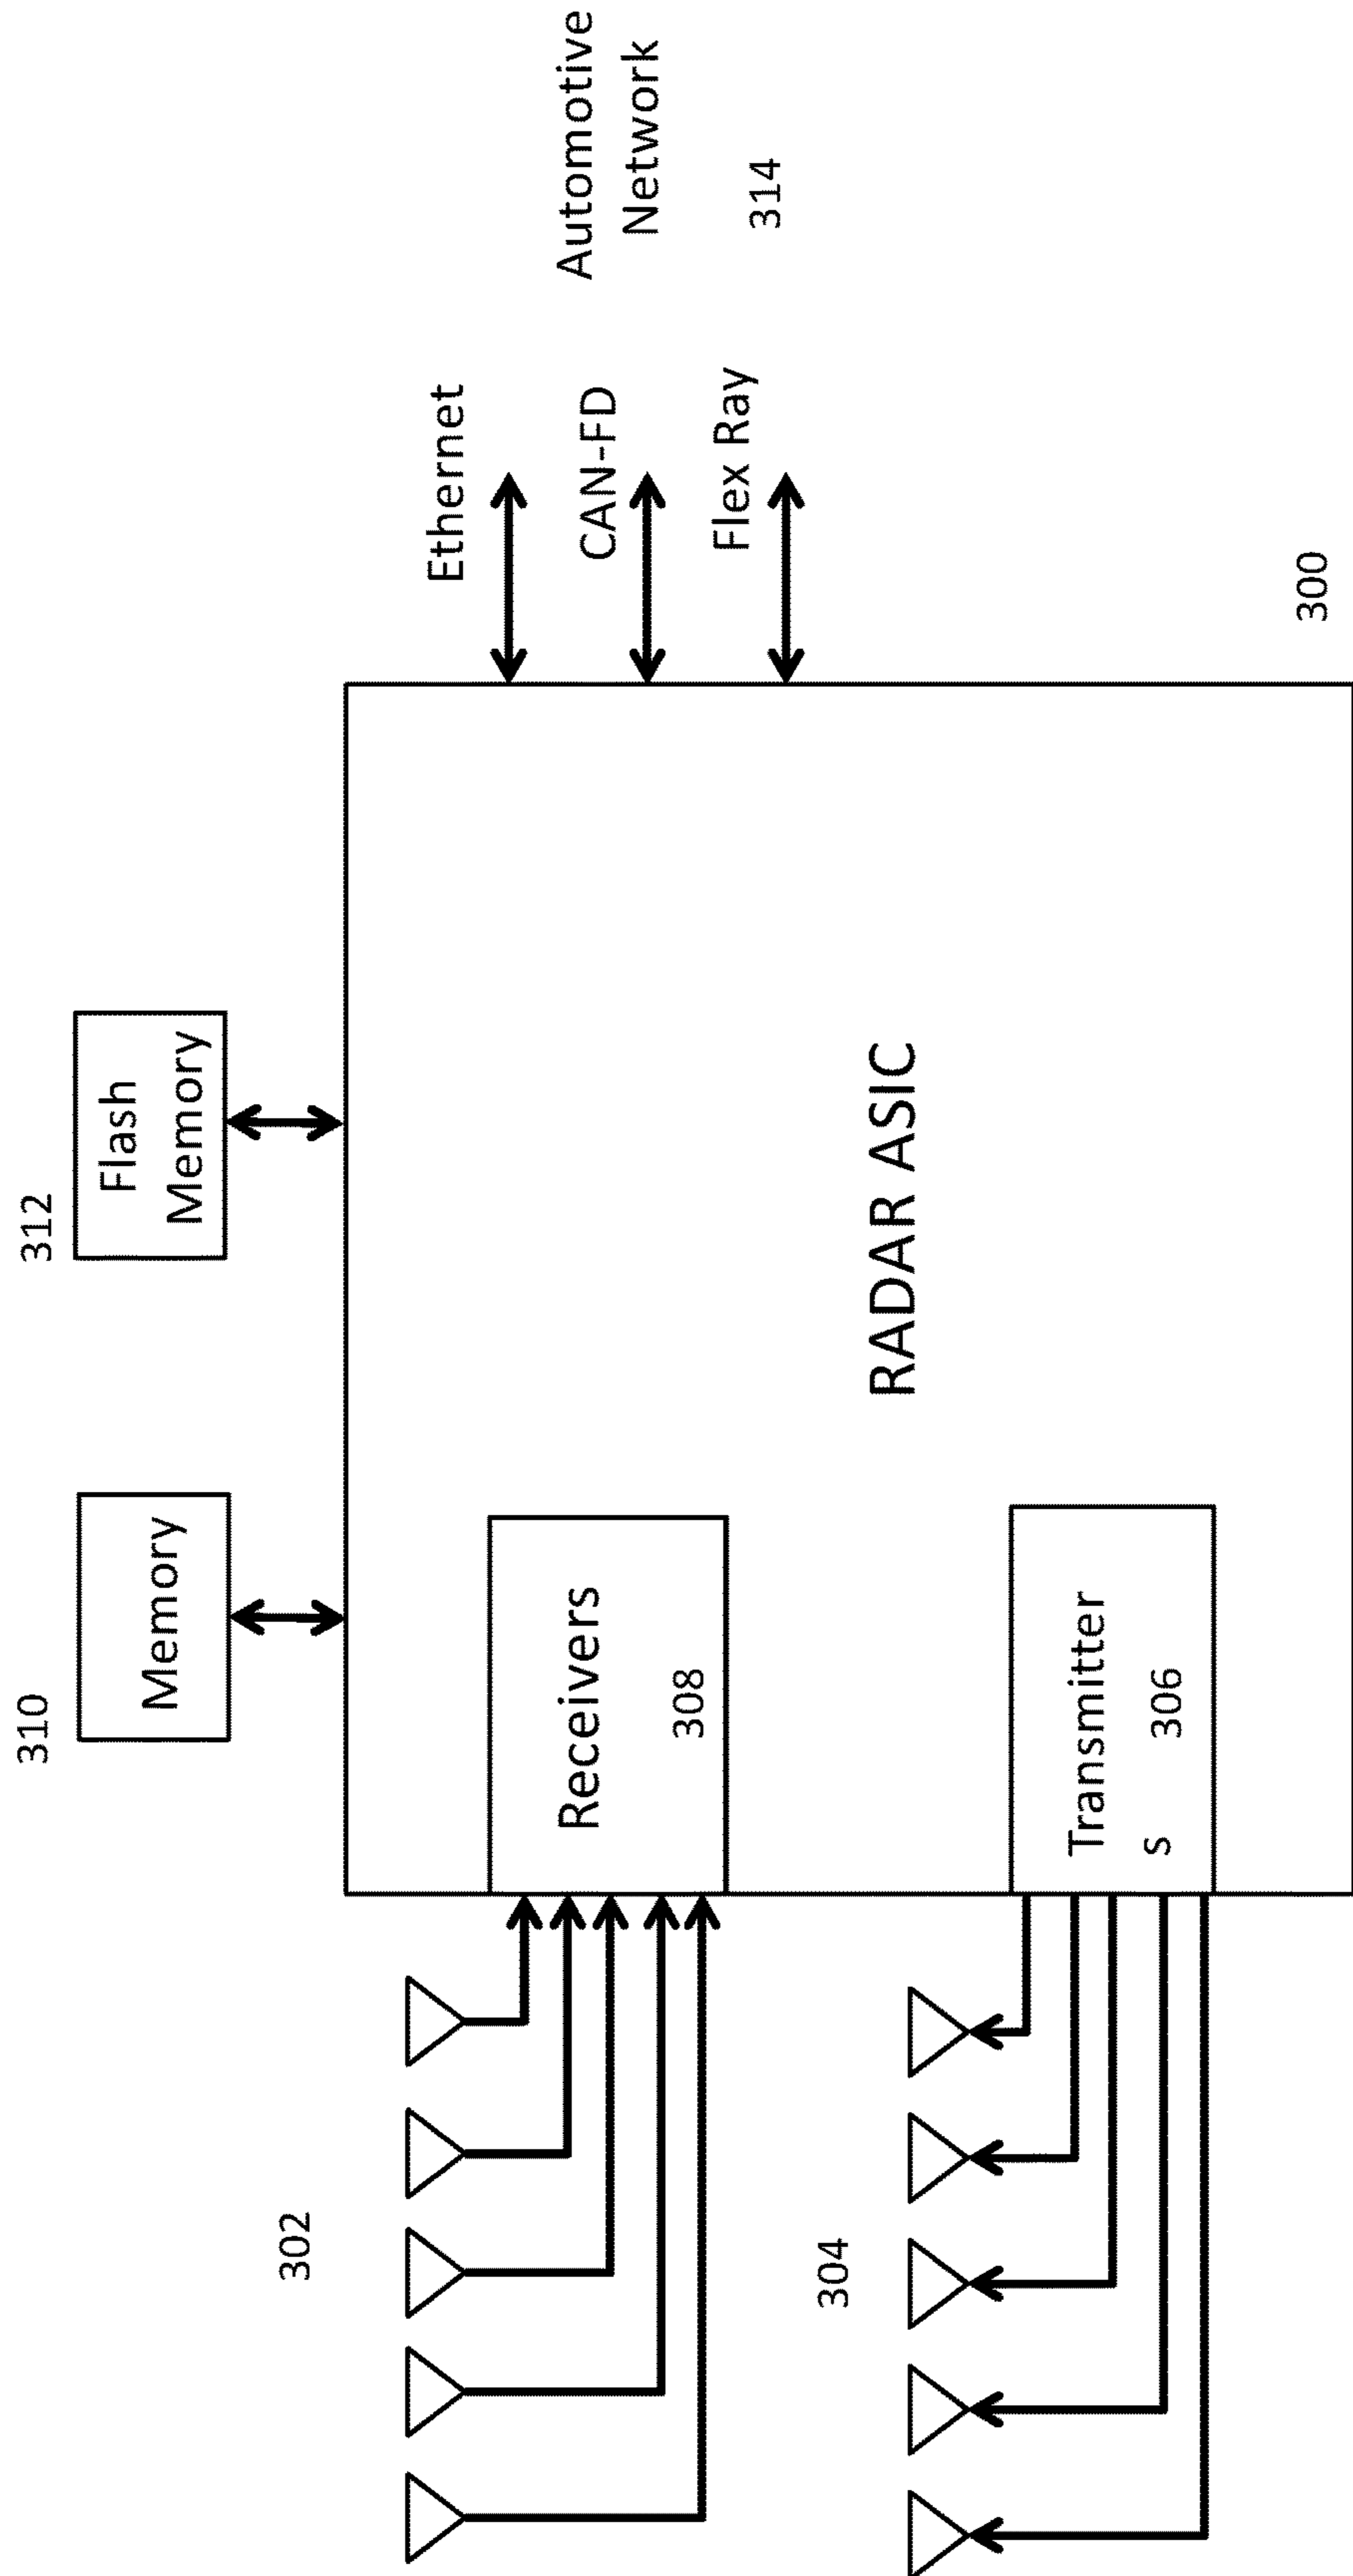 310
Memory
312
Flash
Memory
302
Receivers
308
304
Transmitter
s
306
RADAR ASIC
Ethernet
CAN-FD
Flex Ray
Automotive
Network
314
300